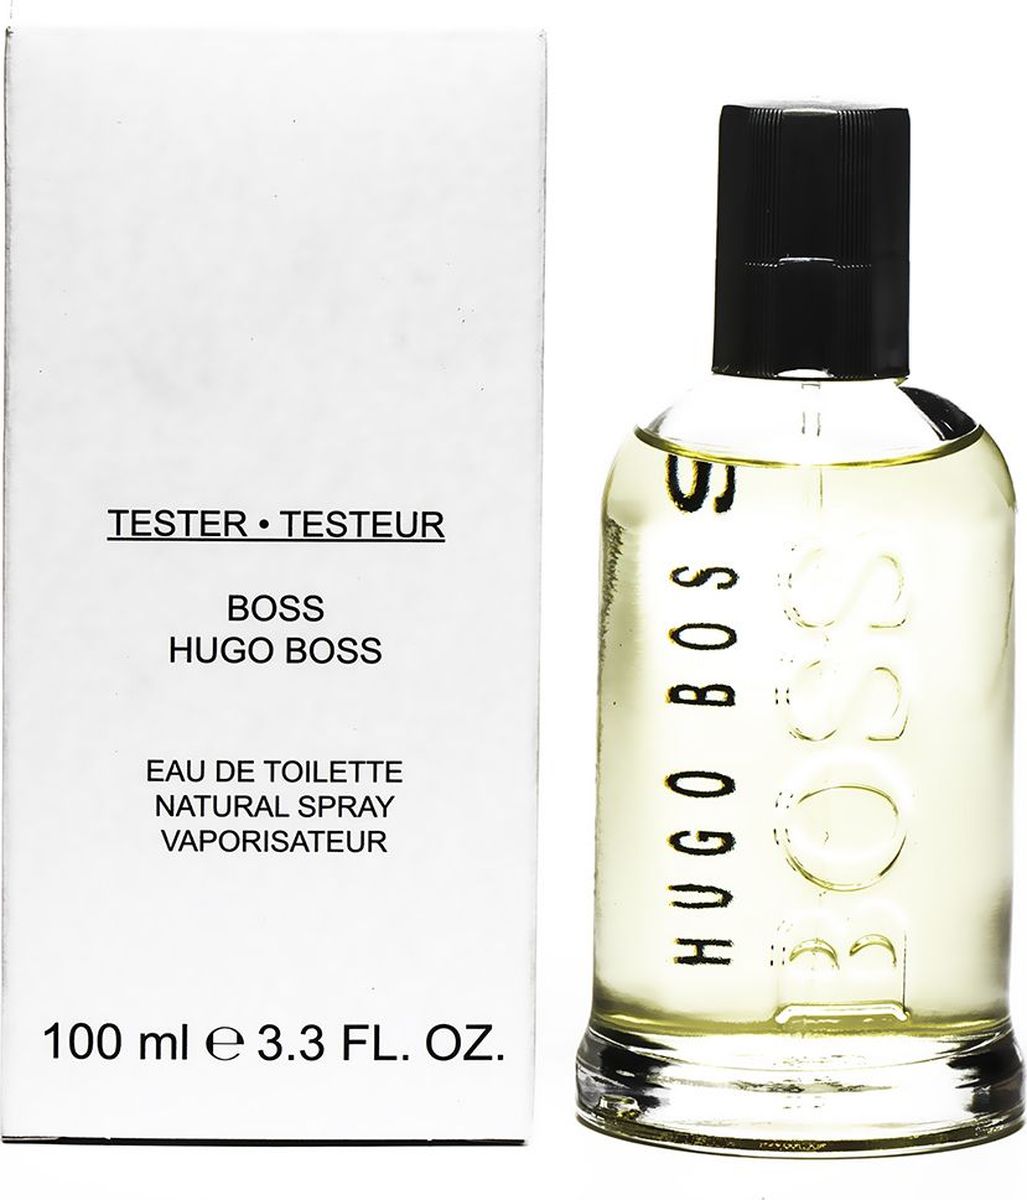 TESTER • TESTEUR
BOSS
HUGO BOSS
EAU DE TOILETTE
NATURAL SPRAY
VAPORISATEUR
100 ml ℮ 3.3 FL. OZ.
HUGO BOSS
BOSS